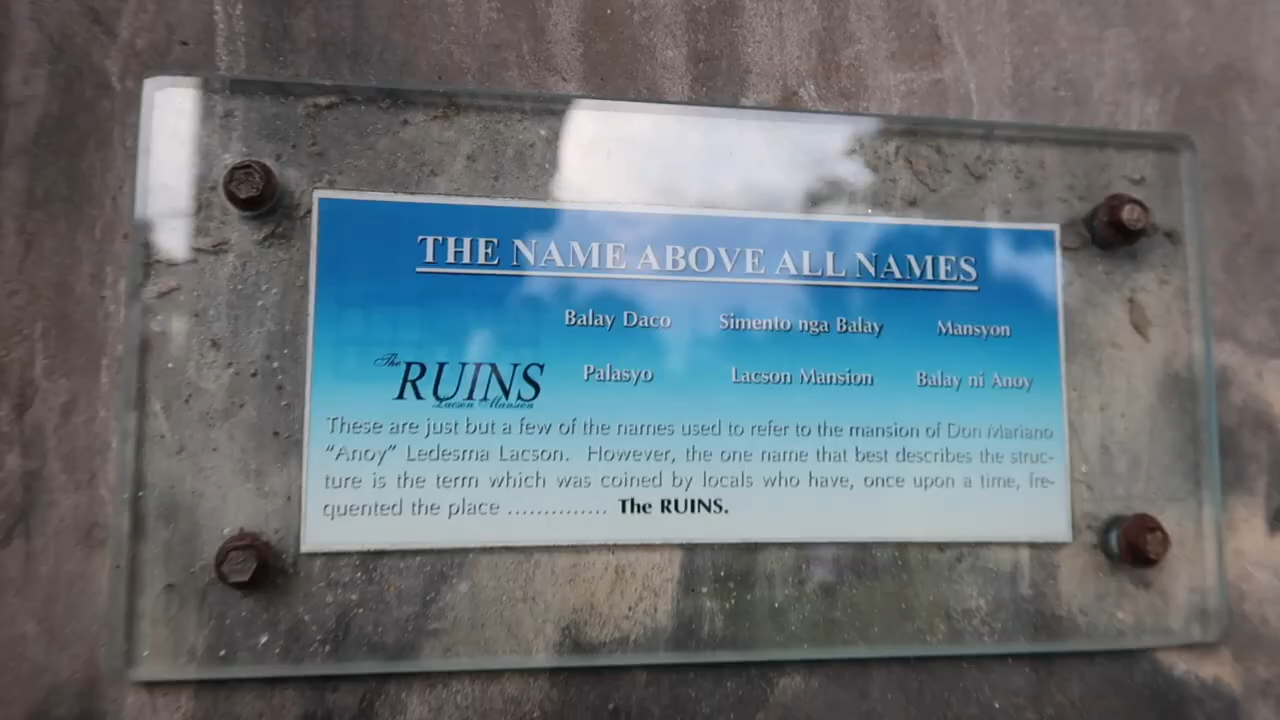 THE NAME ABOVE ALL NAMES
Balay Daco Simento nga Balay Mansyon
The RUINS Palasyo Lacson Mansion Balay ni Anoy
Lacson Mansion
These are just but a few of the names used to refer to the mansion of Don Mariano
“Anoy” Ledesma Lacson. However, the one name that best describes the struc-
ture is the term which was coined by locals who have, once upon a time, fre-
quented the place .............. The RUINS.